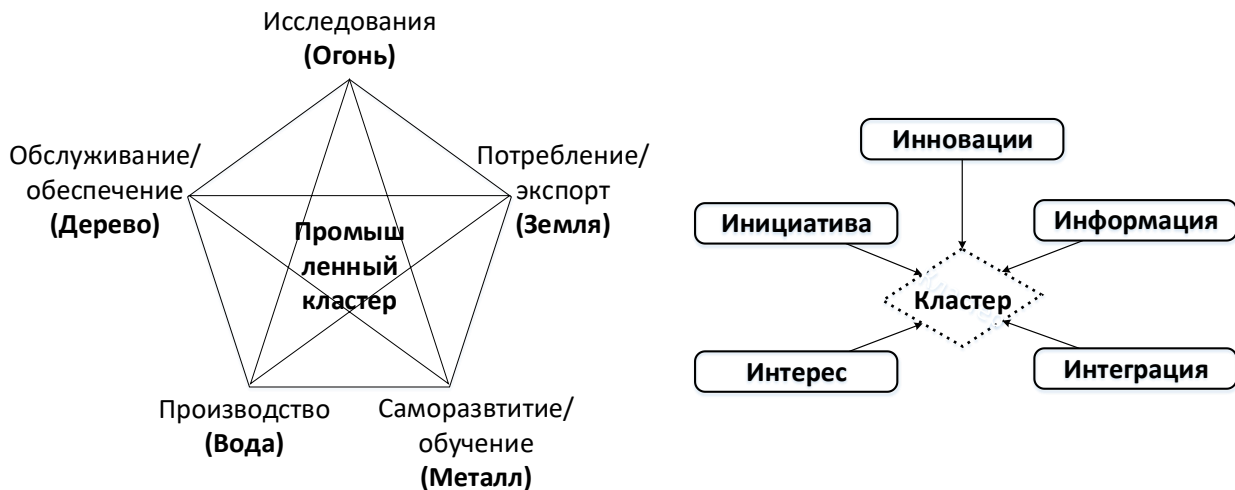 Исследования
(Огонь)
Обслуживание/
обеспечение
(Дерево)
Потребление/
экспорт
(Земля)
Промыш
ленный
кластер
Производство
(Вода)
Саморазвтитие/
обучение
(Металл)
Инновации
Инициатива
Информация
Кластер
Интерес
Интеграция